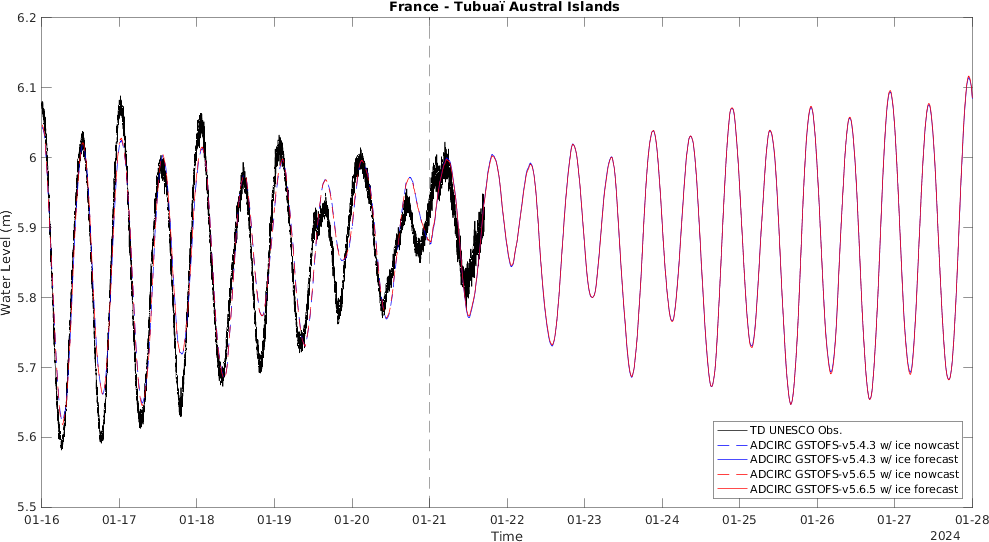 France - Tubuaï Austral Islands
6.2
6.1
6
5.9
5.8
5.7
5.6
5.5
Water Level (m)
01-16 01-17 01-18 01-19 01-20 01-21 01-22 01-23 01-24 01-25 01-26 01-27 01-28
Time
2024
TD UNESCO Obs.
ADCIRC GSTOFS-v5.4.3 w/ ice nowcast
ADCIRC GSTOFS-v5.4.3 w/ ice forecast
ADCIRC GSTOFS-v5.6.5 w/ ice nowcast
ADCIRC GSTOFS-v5.6.5 w/ ice forecast